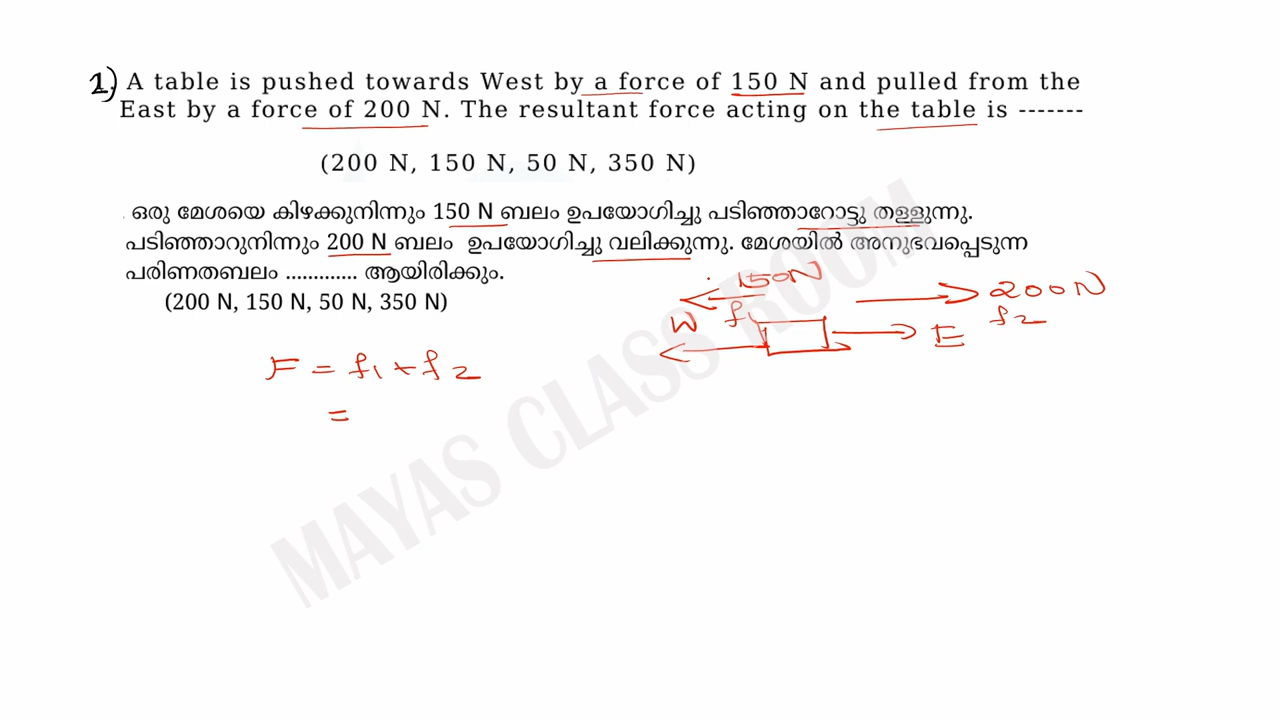 1) A table is pushed towards West by a force of 150 N and pulled from the
East by a force of 200 N. The resultant force acting on the table is -------
(200 N, 150 N, 50 N, 350 N)
ഒരു മേശയെ കിഴക്കുനിന്നും 150 N ബലം ഉപയോഗിച്ചു പടിഞ്ഞാറോട്ടു തള്ളുന്നു.
പടിഞ്ഞാറുനിന്നും 200 N ബലം ഉപയോഗിച്ചു വലിക്കുന്നു. മേശയിൽ അനുഭവപ്പെടുന്ന
പരിണതബലം ............ ആയിരിക്കും.
(200 N, 150 N, 50 N, 350 N)
150N
200N
W f1
E f2
F = f1 + f2
=
MAYAS CLASS ROOM